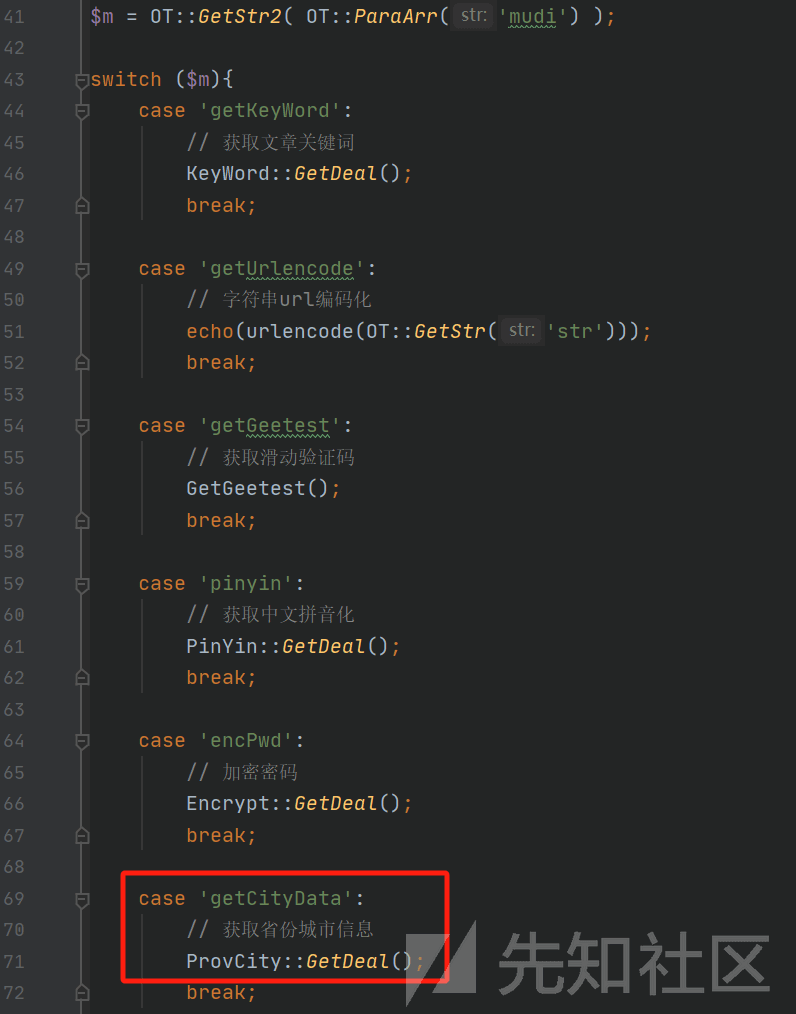 41 $m = OT::GetStr2( OT::ParaArr( str: 'mudi') );
42
43 switch ($m){
44 case 'getKeyWord':
45 // 获取文章关键词
46 KeyWord::GetDeal();
47 break;
48
49 case 'getUrlencode':
50 // 字符串url编码化
51 echo(urlencode(OT::GetStr( str: 'str')));
52 break;
53
54 case 'getGeetest':
55 // 获取滑动验证码
56 GetGeetest();
57 break;
58
59 case 'pinyin':
60 // 获取中文拼音化
61 PinYin::GetDeal();
62 break;
63
64 case 'encPwd':
65 // 加密密码
66 Encrypt::GetDeal();
67 break;
68
69 case 'getCityData':
70 // 获取省份城市信息
71 ProvCity::GetDeal();
72 break;
先知社区